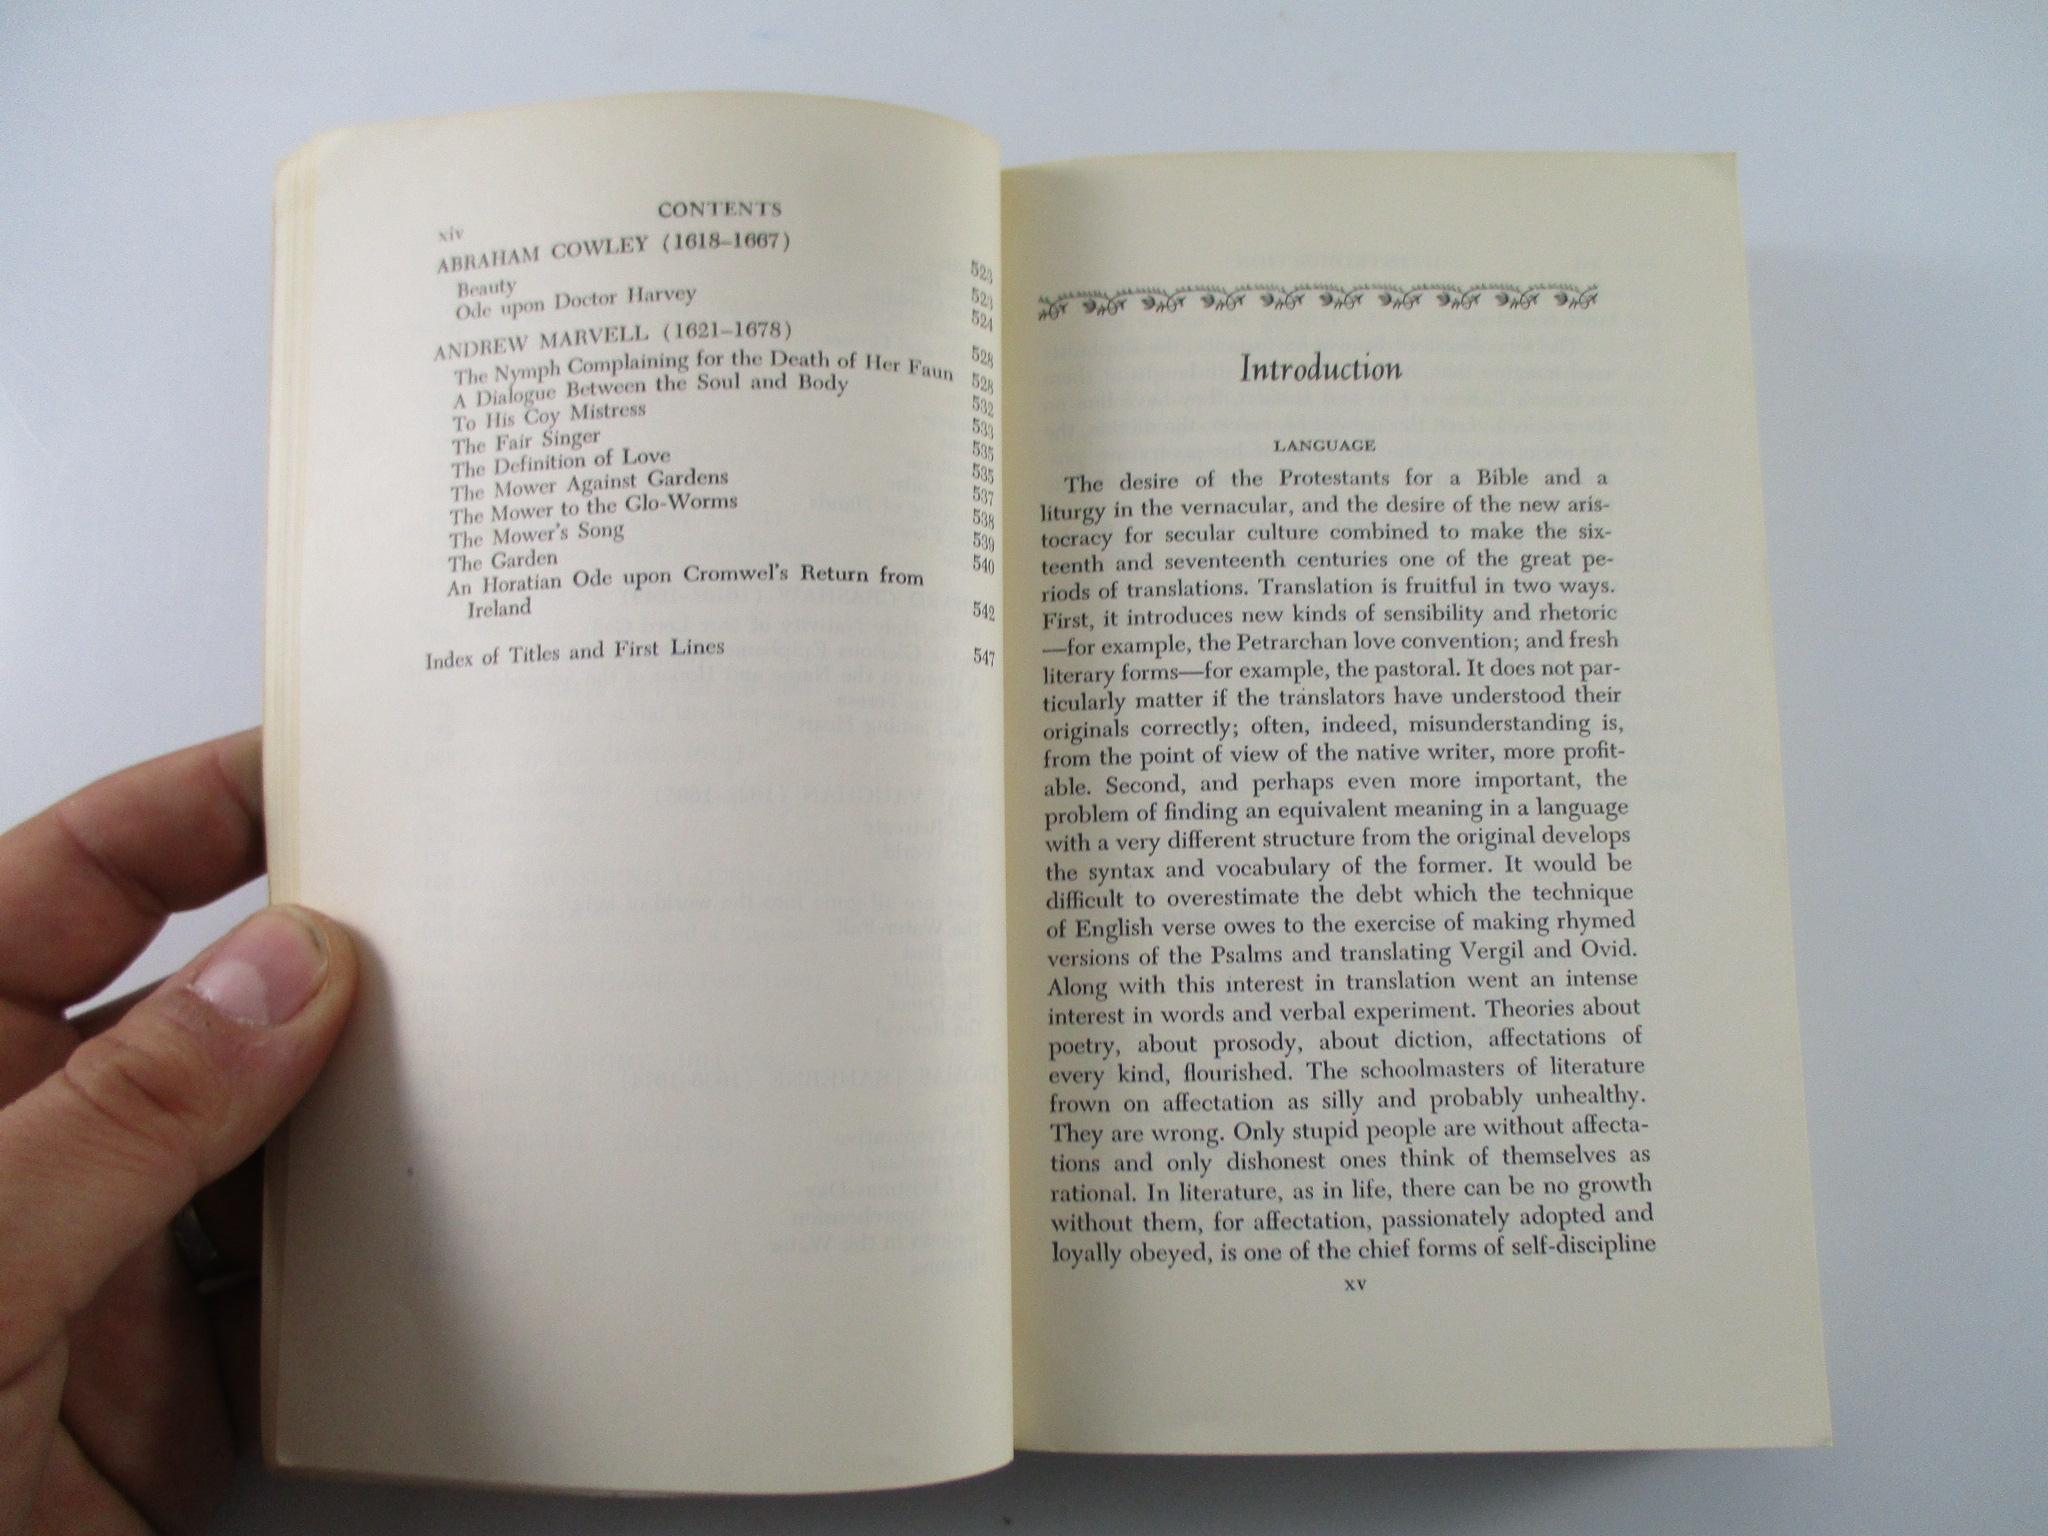 xiv
CONTENTS
ABRAHAM COWLEY (1618–1667) 523
Beauty 523
Ode upon Doctor Harvey 524
ANDREW MARVELL (1621–1678) 528
The Nymph Complaining for the Death of Her Faun 528
A Dialogue Between the Soul and Body 532
To His Coy Mistress 533
The Fair Singer 535
The Definition of Love 535
The Mower Against Gardens 537
The Mower to the Glo-Worms 538
The Mower's Song 539
The Garden 540
An Horatian Ode upon Cromwel's Return from
Ireland 542
Index of Titles and First Lines 547
Introduction
LANGUAGE
The desire of the Protestants for a Bible and a
liturgy in the vernacular, and the desire of the new aris-
tocracy for secular culture combined to make the six-
teenth and seventeenth centuries one of the great pe-
riods of translations. Translation is fruitful in two ways.
First, it introduces new kinds of sensibility and rhetoric
—for example, the Petrarchan love convention; and fresh
literary forms—for example, the pastoral. It does not par-
ticularly matter if the translators have understood their
originals correctly; often, indeed, misunderstanding is,
from the point of view of the native writer, more profit-
able. Second, and perhaps even more important, the
problem of finding an equivalent meaning in a language
with a very different structure from the original develops
the syntax and vocabulary of the former. It would be
difficult to overestimate the debt which the technique
of English verse owes to the exercise of making rhymed
versions of the Psalms and translating Vergil and Ovid.
Along with this interest in translation went an intense
interest in words and verbal experiment. Theories about
poetry, about prosody, about diction, affectations of
every kind, flourished. The schoolmasters of literature
frown on affectation as silly and probably unhealthy.
They are wrong. Only stupid people are without affecta-
tions and only dishonest ones think of themselves as
rational. In literature, as in life, there can be no growth
without them, for affectation, passionately adopted and
loyally obeyed, is one of the chief forms of self-discipline
xv